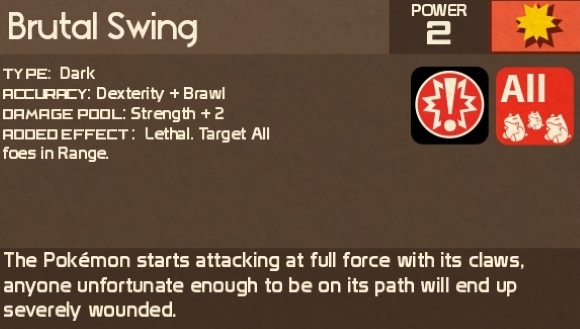 Brutal Swing
POWER
2
TYPE: Dark
ACCURACY: Dexterity + Brawl
DAMAGE POOL: Strength + 2
ADDED EFFECT: Lethal. Target All
foes in Range.
All
The Pokémon starts attacking at full force with its claws,
anyone unfortunate enough to be on its path will end up
severely wounded.